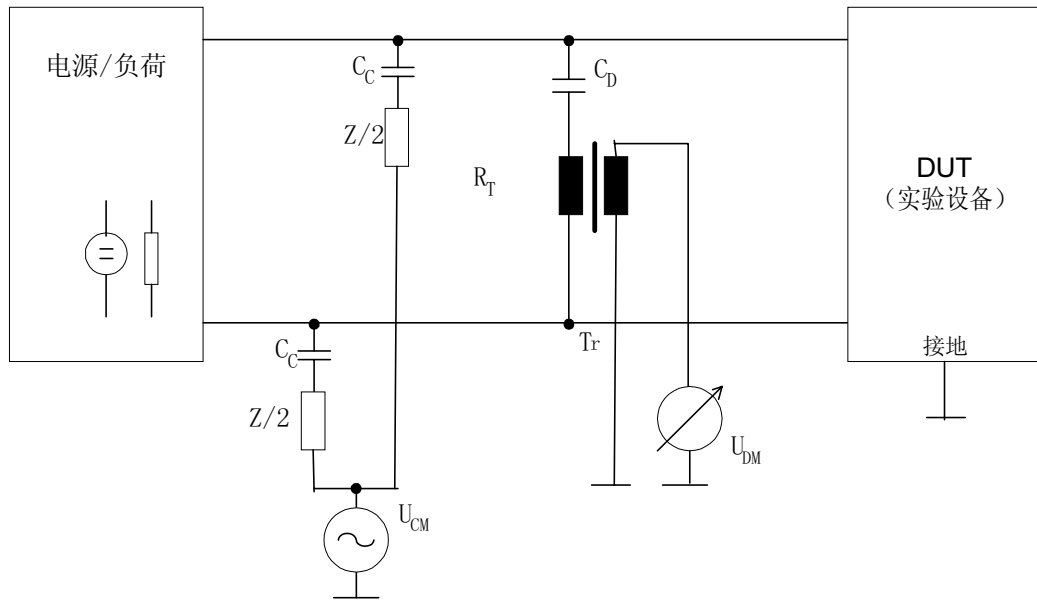 电源/负荷
C_C
C_D
Z/2
R_T
DUT
(实验设备)
Tr
接地
C_C
Z/2
U_DM
U_CM